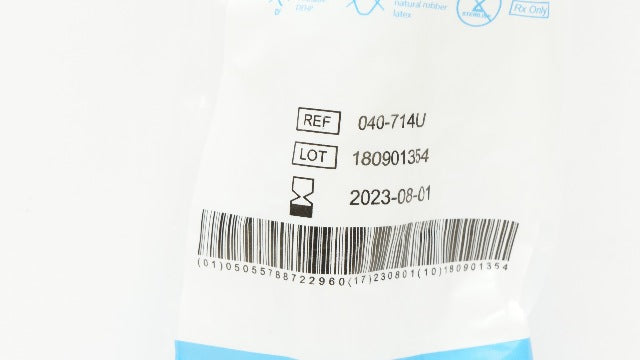 DEHP
natural rubber
latex
Rx Only
REF 040-714U
LOT 180901354
2023-08-01
(01)05055788722960(17)230801(10)180901354